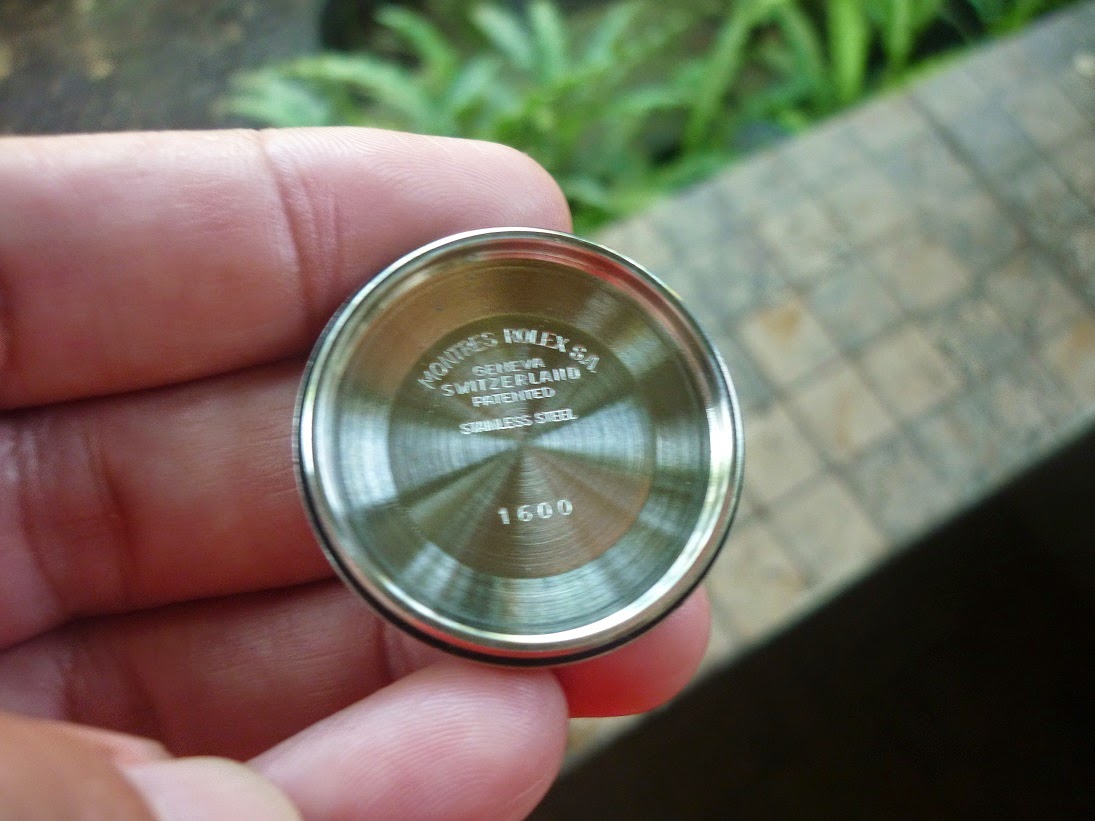 MONTRES ROLEX S.A.
GENEVA
SWITZERLAND
PATENTED
STAINLESS STEEL
1600